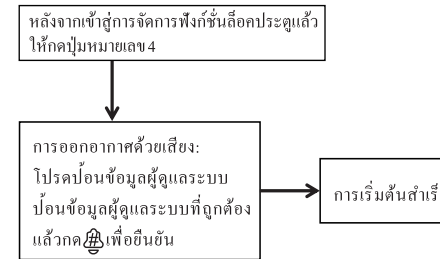 หลังจากเข้าสู่การจัดการฟังก์ชั่นล็อคประตูแล้ว
ให้กดปุ่มหมายเลข 4
การออกอากาศด้วยเสียง:
โปรดป้อนข้อมูลผู้ดูแลระบบ
ป้อนข้อมูลผู้ดูแลระบบที่ถูกต้อง
แล้วกด # เพื่อยืนยัน
การเริ่มต้นสำเร็